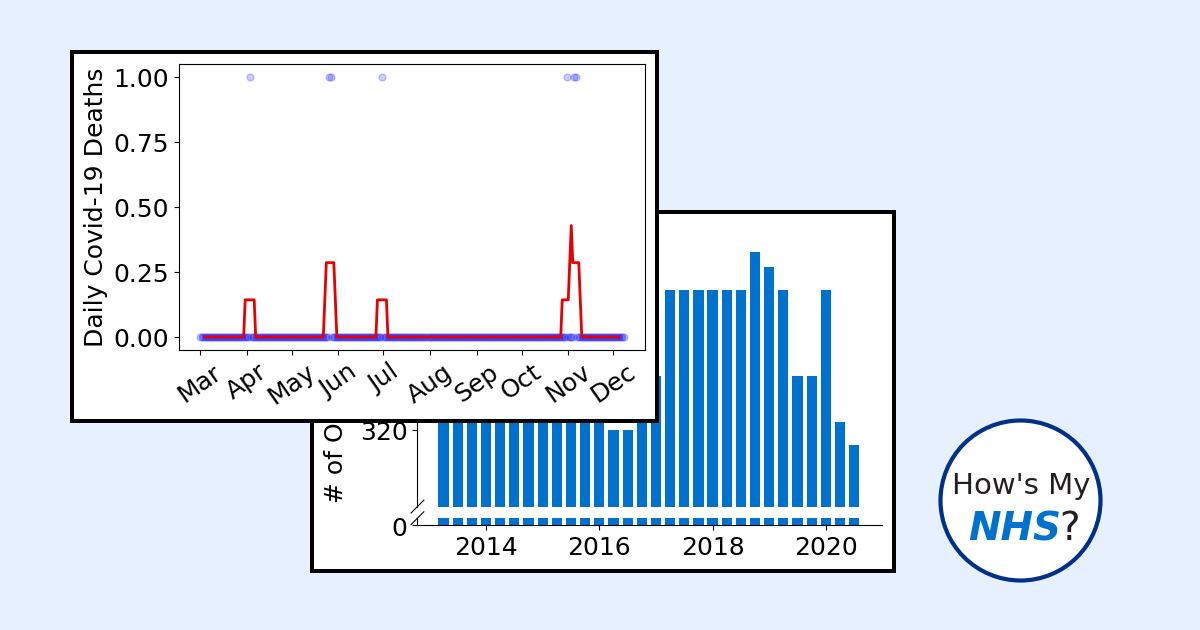 Daily Covid-19 Deaths
1.00
0.75
0.50
0.25
0.00
Mar Apr May Jun Jul Aug Sep Oct Nov Dec
# of O
320
0
2014 2016 2018 2020
How's My
NHS?